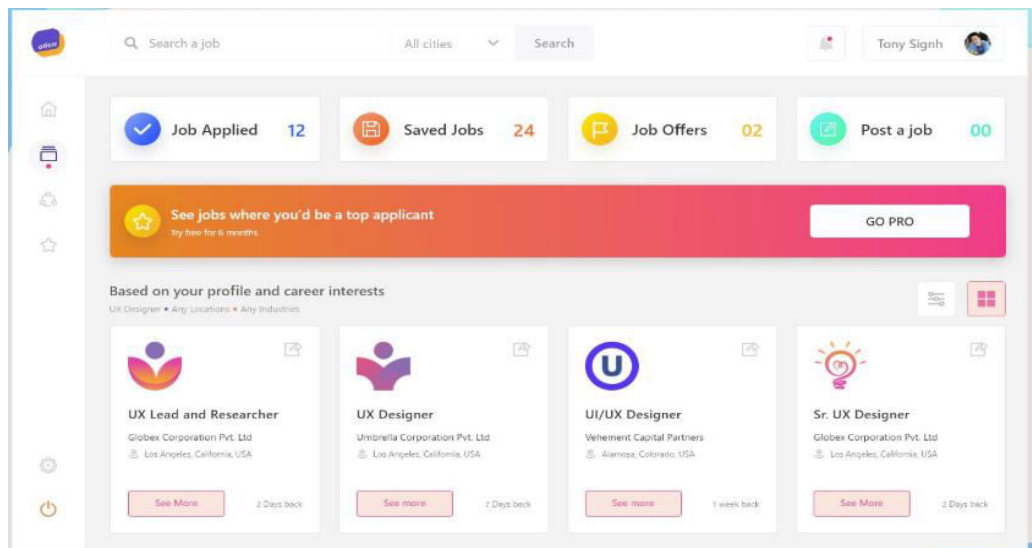 otico
Search a job
All cities
Search
Tony Signh
Job Applied 12
Saved Jobs 24
Job Offers 02
Post a job 00
See jobs where you'd be a top applicant
Try free for 6 months
GO PRO
Based on your profile and career interests
UX Designer • Any Locations • Any Industries
UX Lead and Researcher
Globex Corporation Pvt. Ltd
Los Angeles, California, USA
See More
2 Days back
UX Designer
Umbrella Corporation Pvt. Ltd
Los Angeles, California, USA
See more
7 Days back
U
UI/UX Designer
Vehement Capital Partners
Alamosa, Colorado, USA
See more
1 week back
Sr. UX Designer
Globex Corporation Pvt. Ltd
Los Angeles, California, USA
See More
2 Days back